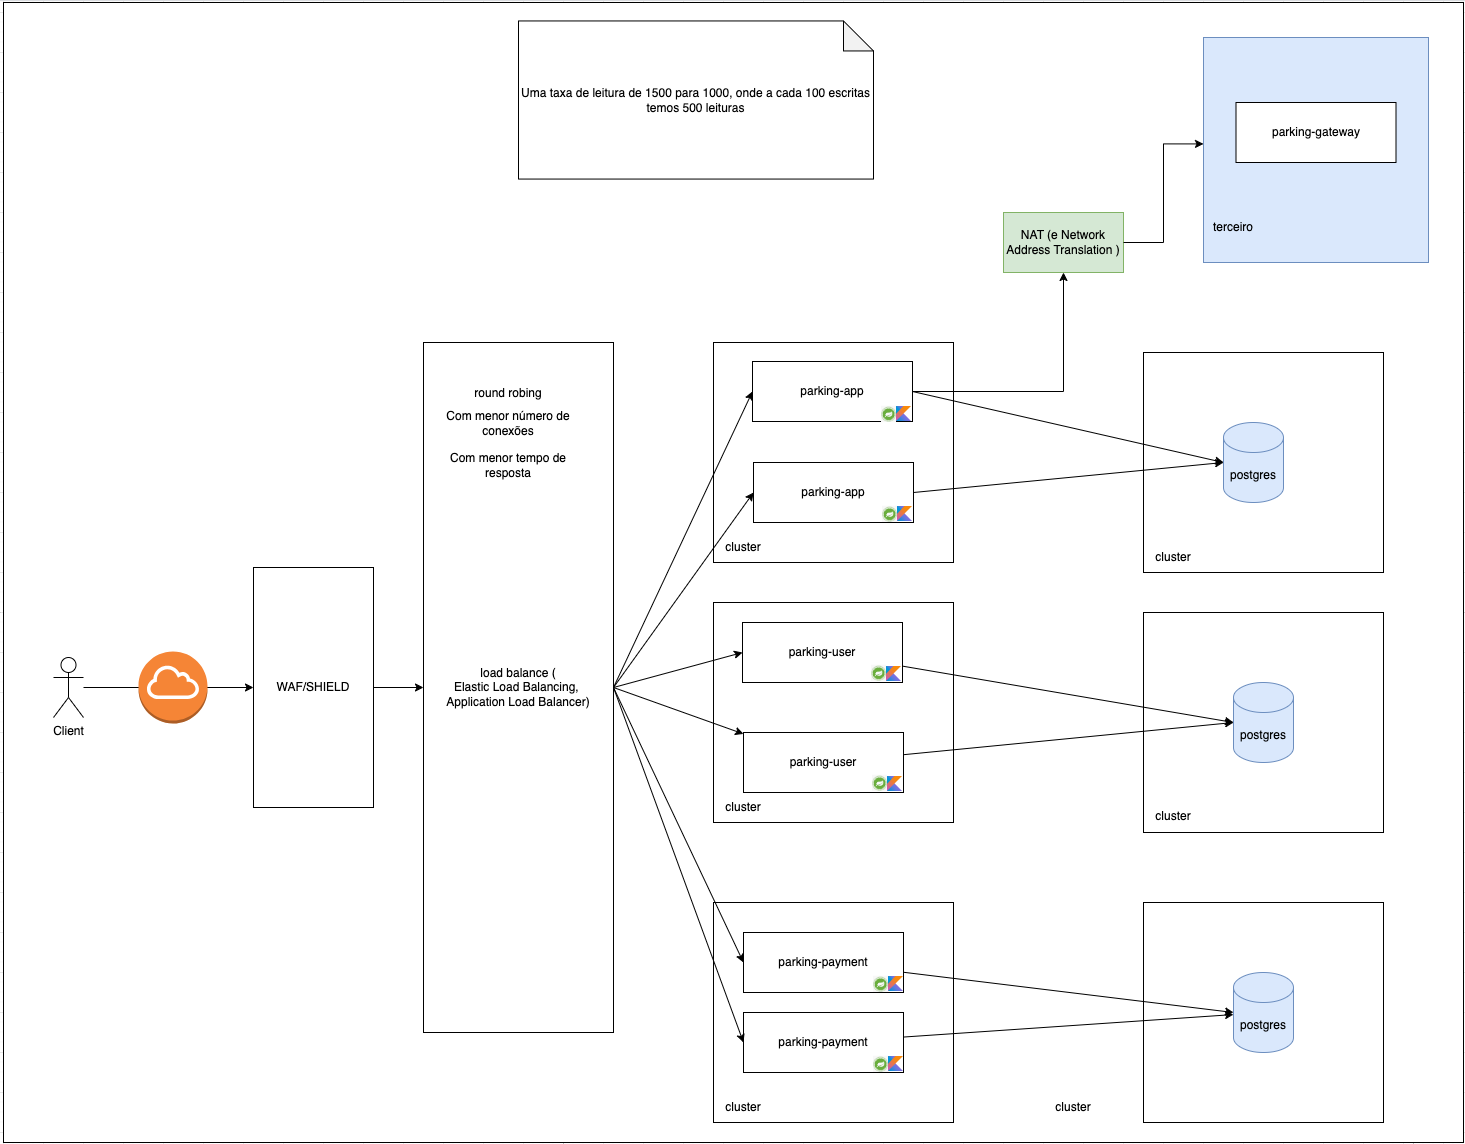 Uma taxa de leitura de 1500 para 1000, onde a cada 100 escritas
temos 500 leituras
parking-gateway
terceiro
NAT (e Network
Address Translation )
round robing
Com menor número de
conexões
Com menor tempo de
resposta
load balance (
Elastic Load Balancing,
Application Load Balancer)
WAF/SHIELD
Client
parking-app
parking-app
cluster
postgres
cluster
parking-user
parking-user
cluster
postgres
cluster
parking-payment
parking-payment
cluster
postgres
cluster